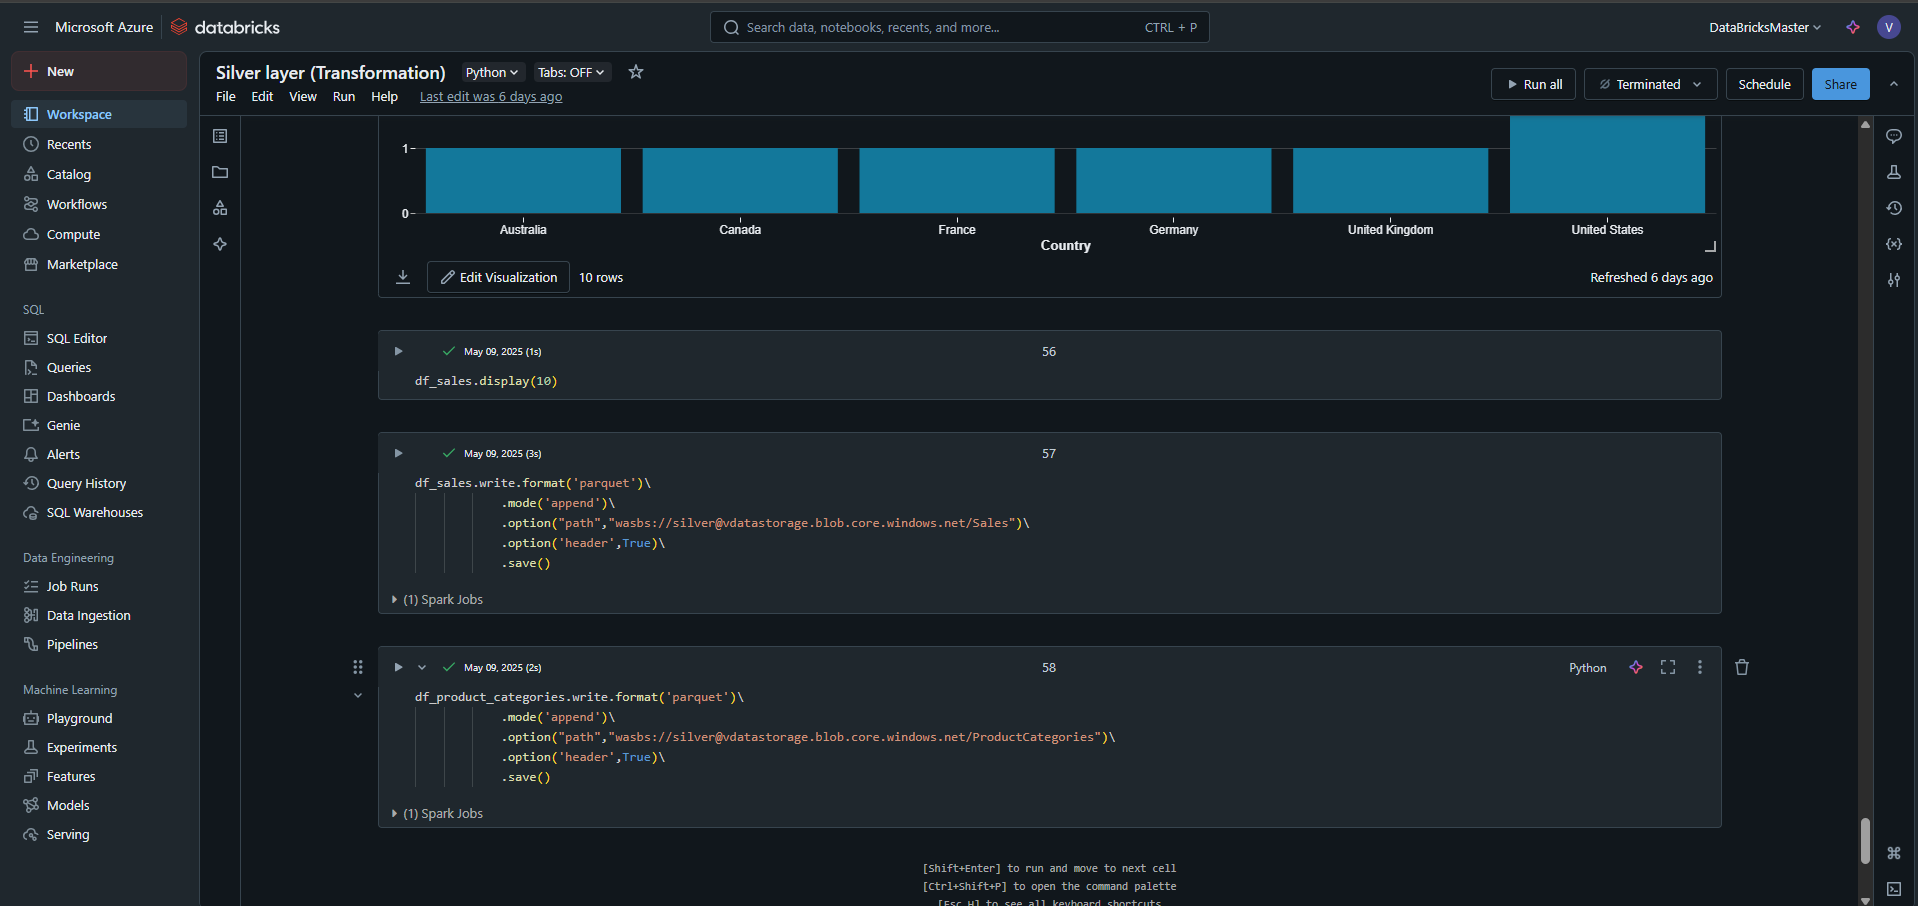 Microsoft Azure databricks
Search data, notebooks, recents, and more... CTRL + P
DataBricksMaster V
New
Workspace
Recents
Catalog
Workflows
Compute
Marketplace
SQL
SQL Editor
Queries
Dashboards
Genie
Alerts
Query History
SQL Warehouses
Data Engineering
Job Runs
Data Ingestion
Pipelines
Machine Learning
Playground
Experiments
Features
Models
Serving
Silver layer (Transformation) Python Tabs: OFF
File Edit View Run Help Last edit was 6 days ago
Run all Terminated Schedule Share
1
0
Australia Canada France Germany United Kingdom United States
Country
Edit Visualization 10 rows Refreshed 6 days ago
May 09, 2025 (1s) 56
df_sales.display(10)
May 09, 2025 (3s) 57
df_sales.write.format('parquet')\
.mode('append')\
.option("path","wasbs://silver@vdatastorage.blob.core.windows.net/Sales")\
.option('header',True)\
.save()
(1) Spark Jobs
May 09, 2025 (2s) 58 Python
df_product_categories.write.format('parquet')\
.mode('append')\
.option("path","wasbs://silver@vdatastorage.blob.core.windows.net/ProductCategories")\
.option('header',True)\
.save()
(1) Spark Jobs
[Shift+Enter] to run and move to next cell
[Ctrl+Shift+P] to open the command palette
[Esc H] to see all keyboard shortcuts